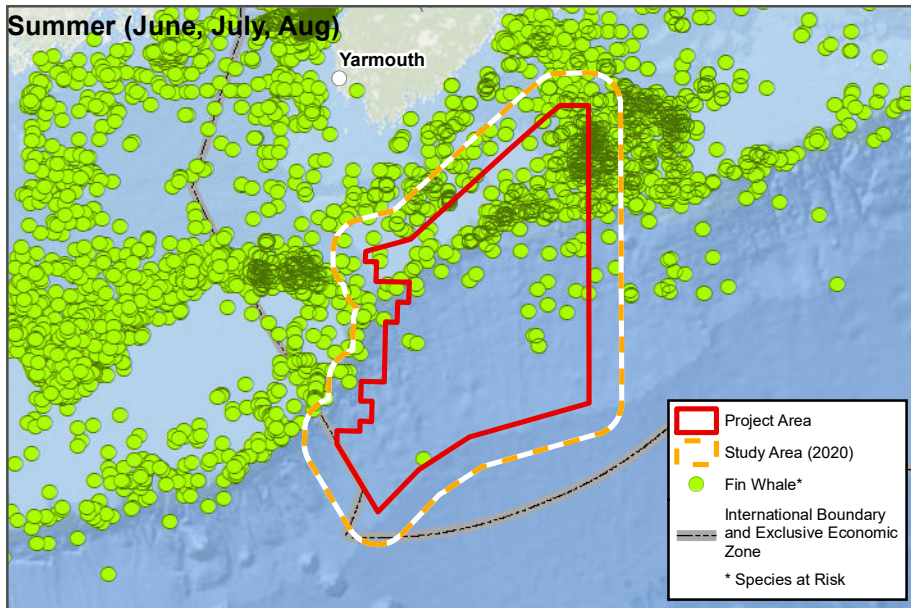 Summer (June, July, Aug)
Yarmouth
Project Area
Study Area (2020)
Fin Whale*
International Boundary
and Exclusive Economic
Zone
* Species at Risk